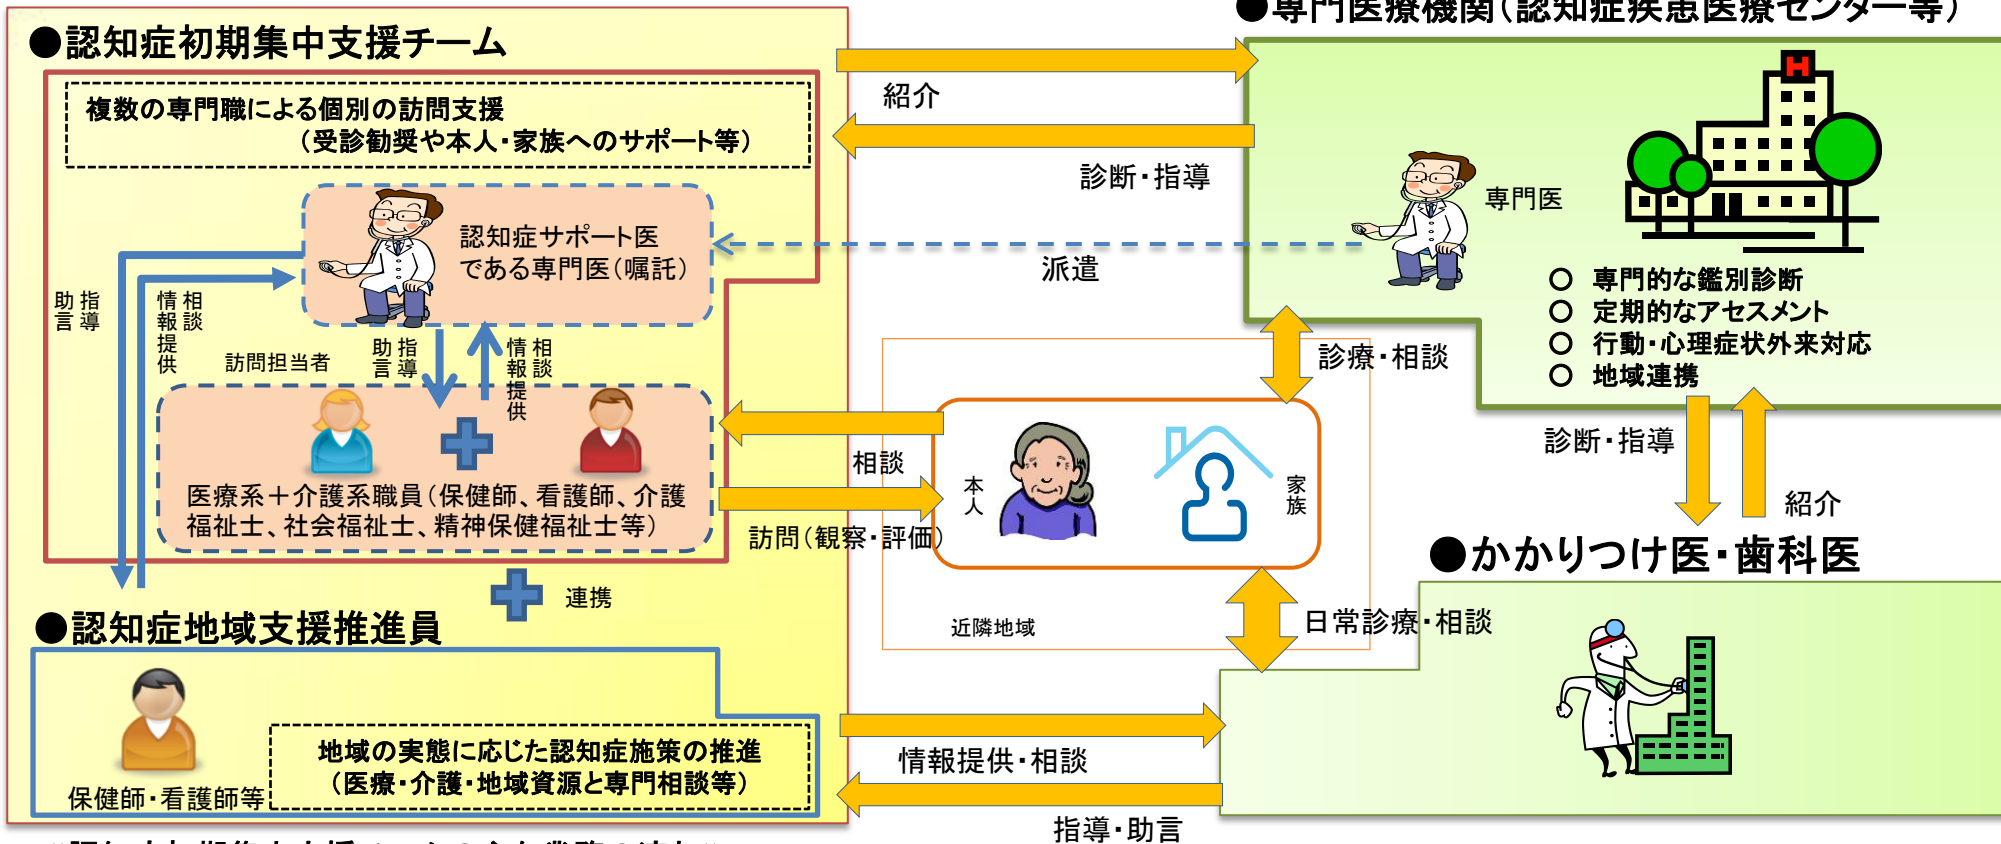 ●専門医療機関（認知症疾患医療センター等）
●認知症初期集中支援チーム
複数の専門職による個別の訪問支援
（受診勧奨や本人・家族へのサポート等）
紹介
診断・指導
専門医
認知症サポート医
である専門医（嘱託）
派遣
○ 専門的な鑑別診断
○ 定期的なアセスメント
○ 行動・心理症状外来対応
○ 地域連携
指導
助言
相談
情報提供
訪問担当者
指導
助言
相談
情報提供
診療・相談
医療系＋介護系職員（保健師、看護師、介護
福祉士、社会福祉士、精神保健福祉士等）
相談
訪問（観察・評価）
本人
家族
近隣地域
診断・指導
紹介
●かかりつけ医・歯科医
日常診療・相談
連携
●認知症地域支援推進員
保健師・看護師等
地域の実態に応じた認知症施策の推進
（医療・介護・地域資源と専門相談等）
情報提供・相談
指導・助言